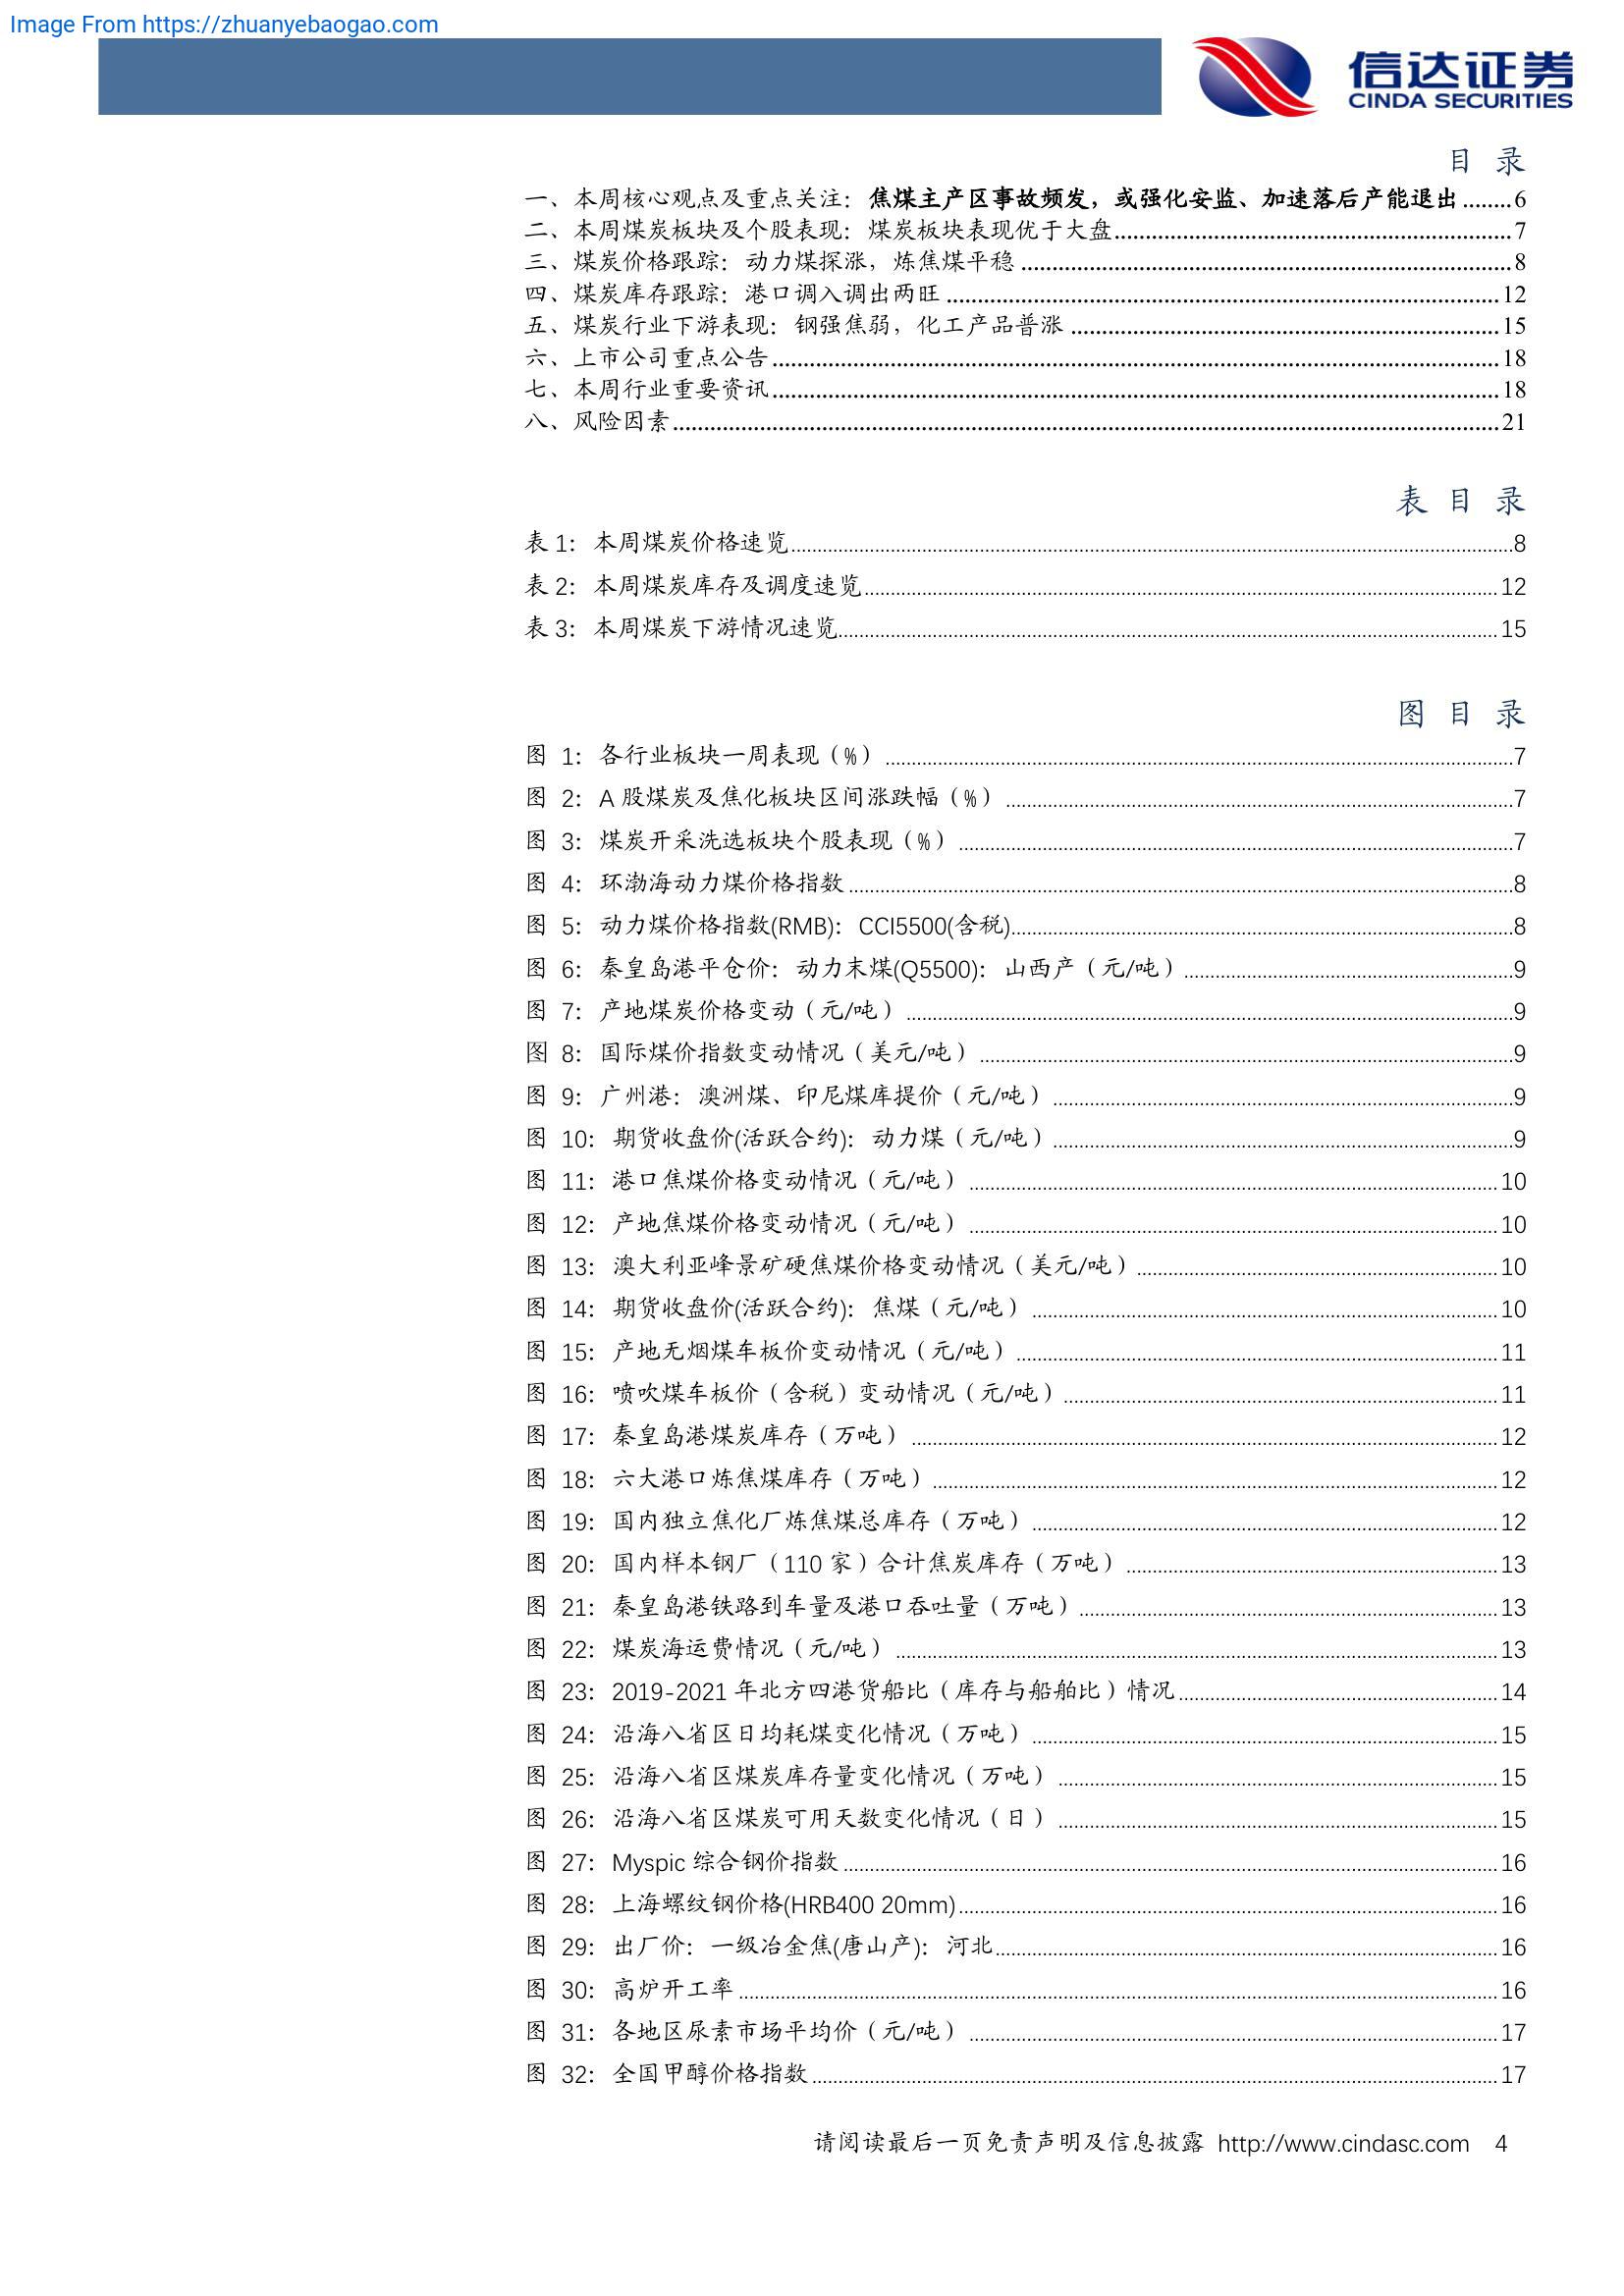 Image From https://zhuanyebaogao.com
信达证券
CINDA SECURITIES
目 录
一、本周核心观点及重点关注：焦煤主产区事故频发，或强化安监、加速落后产能退出........6
二、本周煤炭板块及个股表现：煤炭板块表现优于大盘........7
三、煤炭价格跟踪：动力煤探涨，炼焦煤平稳........8
四、煤炭库存跟踪：港口调入调出两旺........12
五、煤炭行业下游表现：钢强焦弱，化工产品普涨........15
六、上市公司重点公告........18
七、本周行业重要资讯........18
八、风险因素........21
表 目 录
表 1：本周煤炭价格速览........8
表 2：本周煤炭库存及调度速览........12
表 3：本周煤炭下游情况速览........15
图 目 录
图 1：各行业板块一周表现（%）........7
图 2：A 股煤炭及焦化板块区间涨跌幅（%）........7
图 3：煤炭开采洗选板块个股表现（%）........7
图 4：环渤海动力煤价格指数........8
图 5：动力煤价格指数(RMB)：CCI5500(含税)........8
图 6：秦皇岛港平仓价：动力末煤(Q5500)：山西产（元/吨）........9
图 7：产地煤炭价格变动（元/吨）........9
图 8：国际煤价指数变动情况（美元/吨）........9
图 9：广州港：澳洲煤、印尼煤库提价（元/吨）........9
图 10：期货收盘价(活跃合约)：动力煤（元/吨）........9
图 11：港口焦煤价格变动情况（元/吨）........10
图 12：产地焦煤价格变动情况（元/吨）........10
图 13：澳大利亚峰景矿硬焦煤价格变动情况（美元/吨）........10
图 14：期货收盘价(活跃合约)：焦煤（元/吨）........10
图 15：产地无烟煤车板价变动情况（元/吨）........11
图 16：喷吹煤车板价（含税）变动情况（元/吨）........11
图 17：秦皇岛港煤炭库存（万吨）........12
图 18：六大港口炼焦煤库存（万吨）........12
图 19：国内独立焦化厂炼焦煤总库存（万吨）........12
图 20：国内样本钢厂（110 家）合计焦炭库存（万吨）........13
图 21：秦皇岛港铁路到车量及港口吞吐量（万吨）........13
图 22：煤炭海运费情况（元/吨）........13
图 23：2019-2021 年北方四港货船比（库存与船舶比）情况........14
图 24：沿海八省区日均耗煤变化情况（万吨）........15
图 25：沿海八省区煤炭库存量变化情况（万吨）........15
图 26：沿海八省区煤炭可用天数变化情况（日）........15
图 27：Myspic 综合钢价指数........16
图 28：上海螺纹钢价格(HRB400 20mm)........16
图 29：出厂价：一级冶金焦(唐山产)：河北........16
图 30：高炉开工率........16
图 31：各地区尿素市场平均价（元/吨）........17
图 32：全国甲醇价格指数........17
请阅读最后一页免责声明及信息披露 http://www.cindasc.com 4